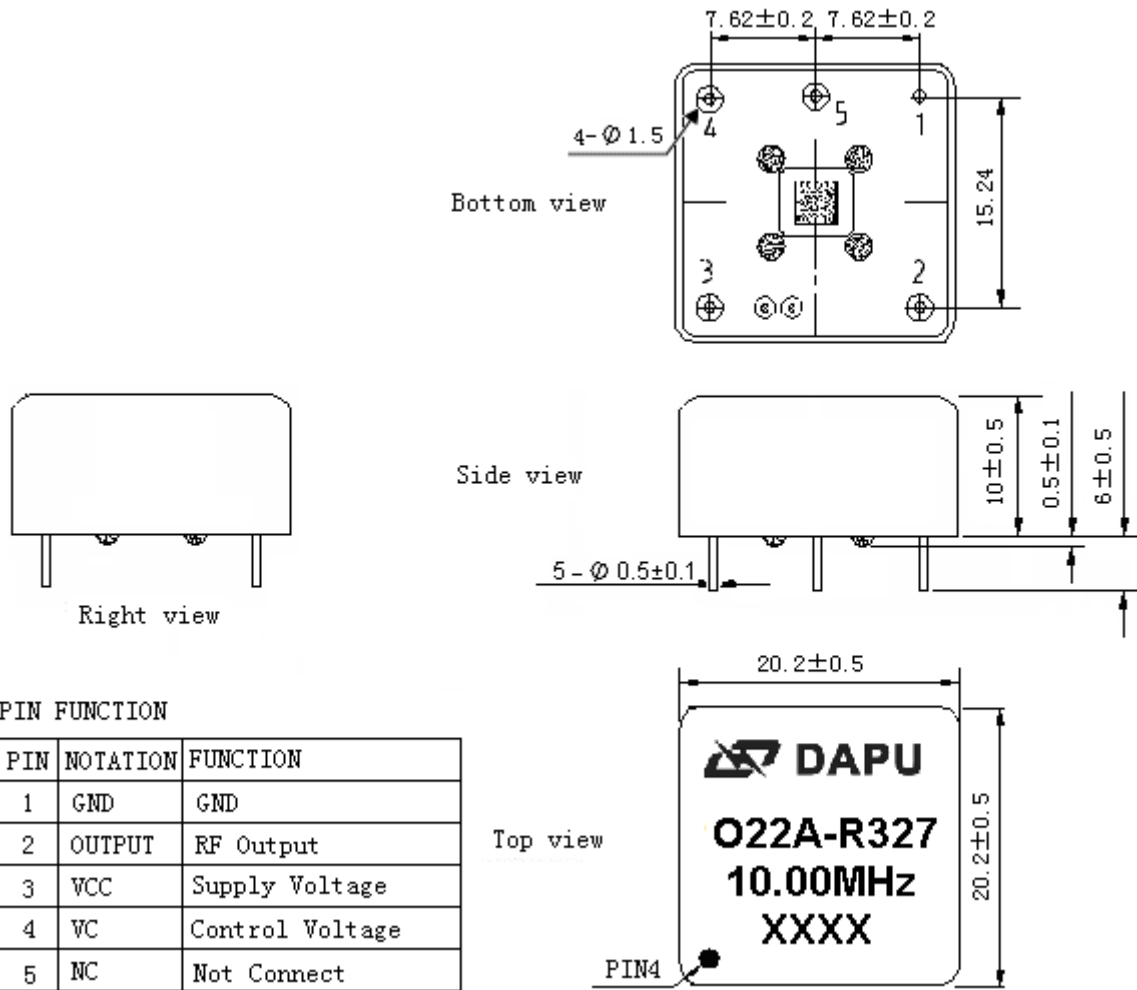 7.62±0.2 7.62±0.2
4 5 1
4-Φ1.5
15.24
Bottom view
3 2
Side view
10±0.5
0.5±0.1
6±0.5
5-Φ0.5±0.1
Right view
20.2±0.5
PIN FUNCTION
PIN NOTATION FUNCTION
1 GND GND
2 OUTPUT RF Output
3 VCC Supply Voltage
4 VC Control Voltage
5 NC Not Connect
Top view
DAPU
O22A-R327
10.00MHz
XXXX
20.2±0.5
PIN4